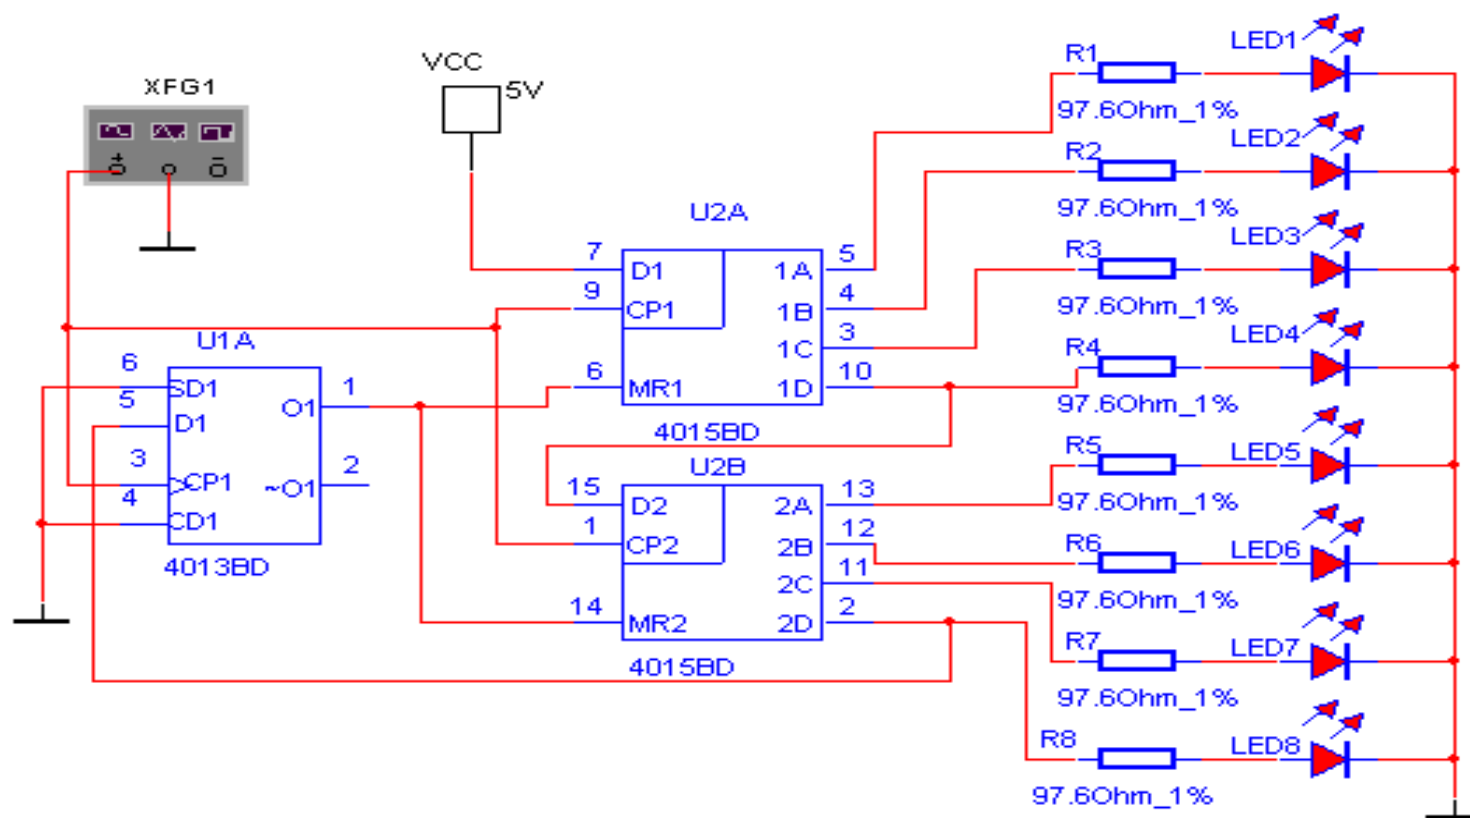 XFG1
VCC
5V
U1A
6
SD1
5
D1
3
CP1
4
CD1
O1
1
~O1
2
4013BD
U2A
7
D1
9
CP1
6
MR1
1A
5
1B
4
1C
3
1D
10
4015BD
U2B
15
D2
1
CP2
14
MR2
2A
13
2B
12
2C
11
2D
2
4015BD
R1
LED1
97.6Ohm_1%
R2
LED2
97.6Ohm_1%
R3
LED3
97.6Ohm_1%
R4
LED4
97.6Ohm_1%
R5
LED5
97.6Ohm_1%
R6
LED6
97.6Ohm_1%
R7
LED7
97.6Ohm_1%
R8
LED8
97.6Ohm_1%